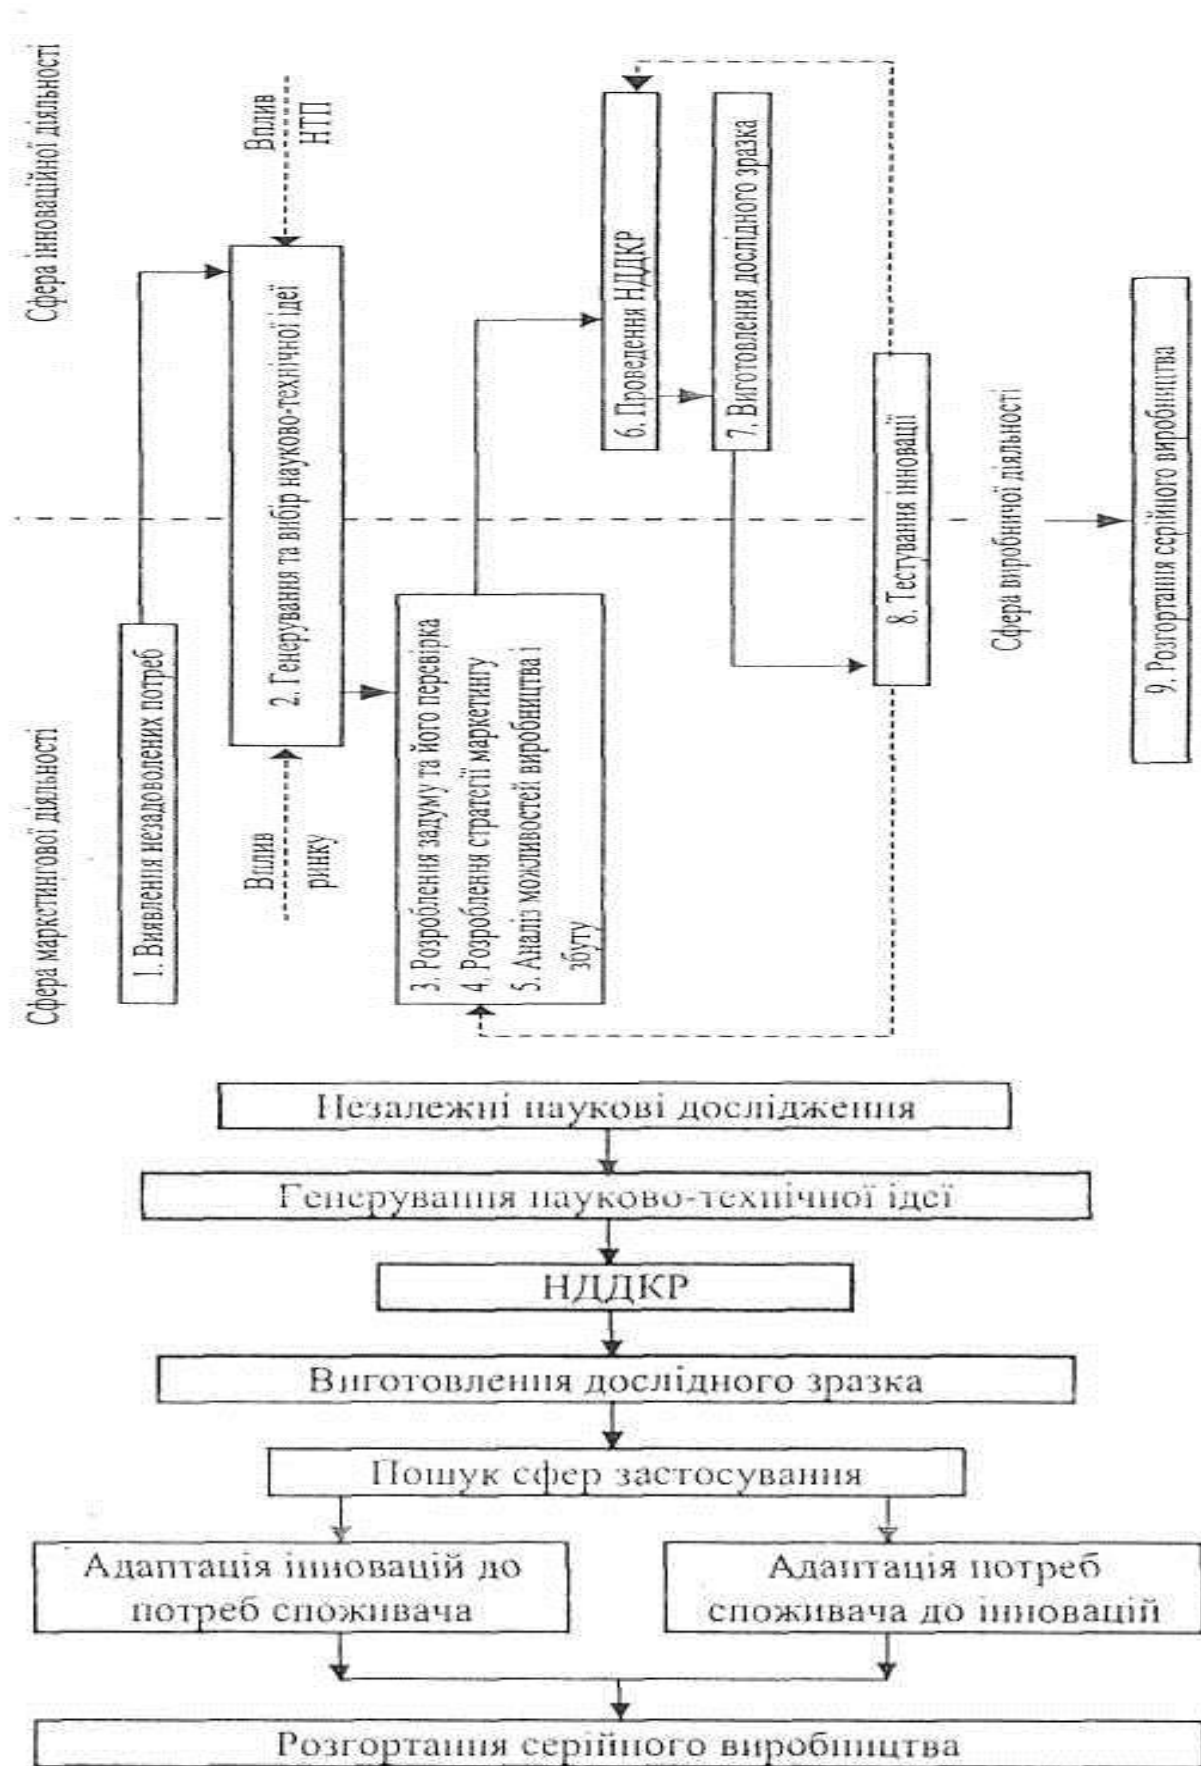 Сфера маркетингової діяльності
Сфера інноваційної діяльності
1. Виявлення незадоволених потреб
Вплив
ринку
2. Генерування та вибір науково-технічної ідеї
Вплив
НТП
3. Розроблення задуму та його перевірка
4. Розроблення стратегії маркетингу
5. Аналіз можливостей виробництва і
збуту
6. Проведення НДДКР
7. Виготовлення дослідного зразка
8. Тестування інновації
Сфера виробничої діяльності
9. Розгортання серійного виробництва
Незалежні наукові дослідження
Генерування науково-технічної ідеї
НДДКР
Виготовлення дослідного зразка
Пошук сфер застосування
Адаптація інновацій до
потреб споживача
Адаптація потреб
споживача до інновацій
Розгортання серійного виробництва